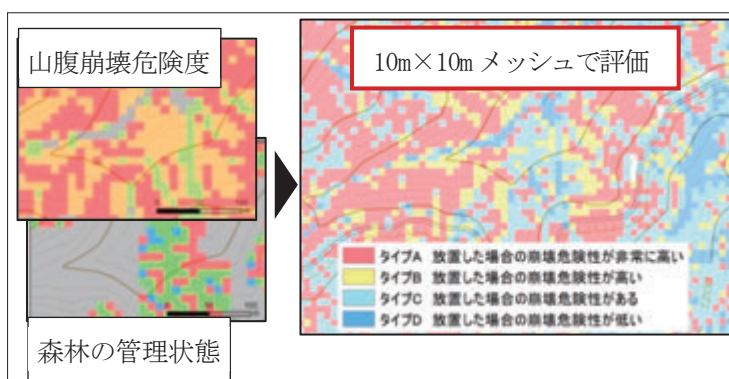 山腹崩壊危険度
10m×10m メッシュで評価
タイプA 放置した場合の崩壊危険性が非常に高い
タイプB 放置した場合の崩壊危険性が高い
タイプC 放置した場合の崩壊危険性がある
タイプD 放置した場合の崩壊危険性が低い
森林の管理状態